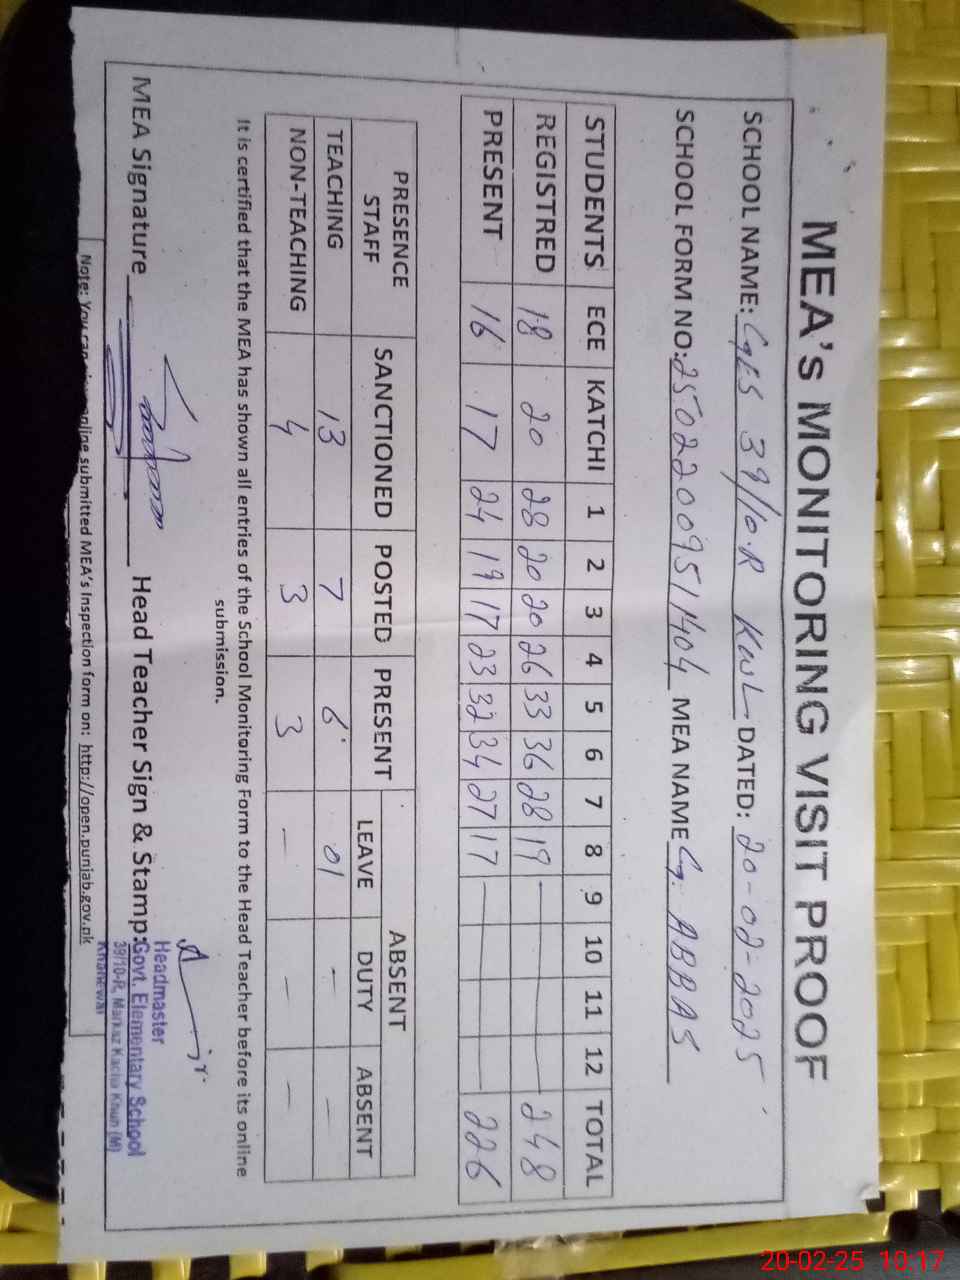 MEA's MONITORING VISIT PROOF
SCHOOL NAME: GES 39/10.R KWL DATED: 20-02-2025
SCHOOL FORM NO: 25022009511404 MEA NAME G. ABBAS
STUDENTS ECE KATCHI 1 2 3 4 5 6 7 8 9 10 11 12 TOTAL
REGISTRED 18 20 28 20 20 26 33 36 28 19 — 248
PRESENT 16 17 24 19 17 23 32 34 27 17 — 226
PRESENCE STAFF SANCTIONED POSTED PRESENT ABSENT
LEAVE DUTY ABSENT
TEACHING 13 7 6 01 — —
NON-TEACHING 4 3 3 — — —
It is certified that the MEA has shown all entries of the School Monitoring Form to the Head Teacher before its online
submission.
MEA Signature Head Teacher Sign & Stamp:
Headmaster
Govt. Elementary School
39/10-R, Markaz Kacha Khuh (M)
Khanewal
Note: You can online submitted MEA's Inspection form on: http://open.punjab.gov.pk
20-02-25 10:17